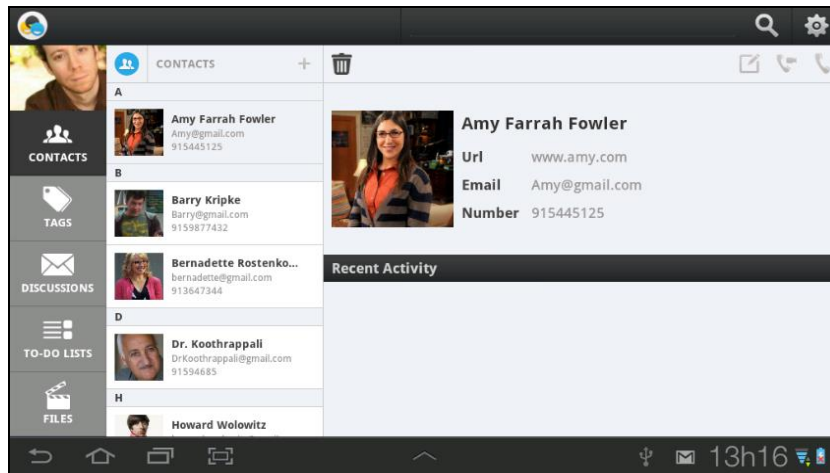 CONTACTS
TAGS
DISCUSSIONS
TO-DO LISTS
FILES
CONTACTS +
A
Amy Farrah Fowler
Amy@gmail.com
915445125
B
Barry Kripke
Barry@gmail.com
9159877432
Bernadette Rostenko...
bernadette@gmail.com
913647344
D
Dr. Koothrappali
DrKoothrappali@gmail.com
91594685
H
Howard Wolowitz
Amy Farrah Fowler
Url www.amy.com
Email Amy@gmail.com
Number 915445125
Recent Activity
13h16